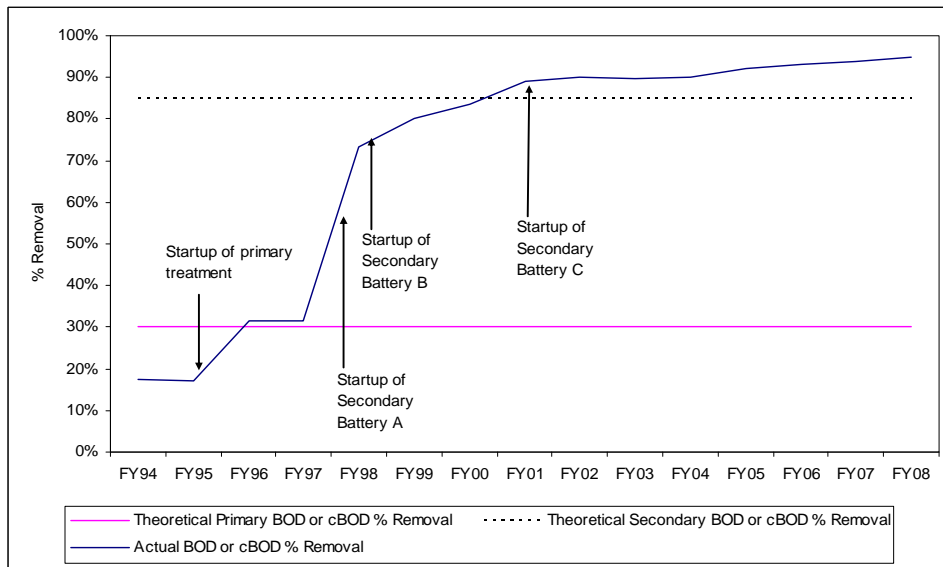 100%
90%
80%
70%
60%
50%
40%
30%
20%
10%
0%
% Removal
Startup of primary
treatment
Startup of
Secondary
Battery A
Startup of
Secondary
Battery B
Startup of
Secondary
Battery C
FY94 FY95 FY96 FY97 FY98 FY99 FY00 FY01 FY02 FY03 FY04 FY05 FY06 FY07 FY08
Theoretical Primary BOD or cBOD % Removal
Theoretical Secondary BOD or cBOD % Removal
Actual BOD or cBOD % Removal